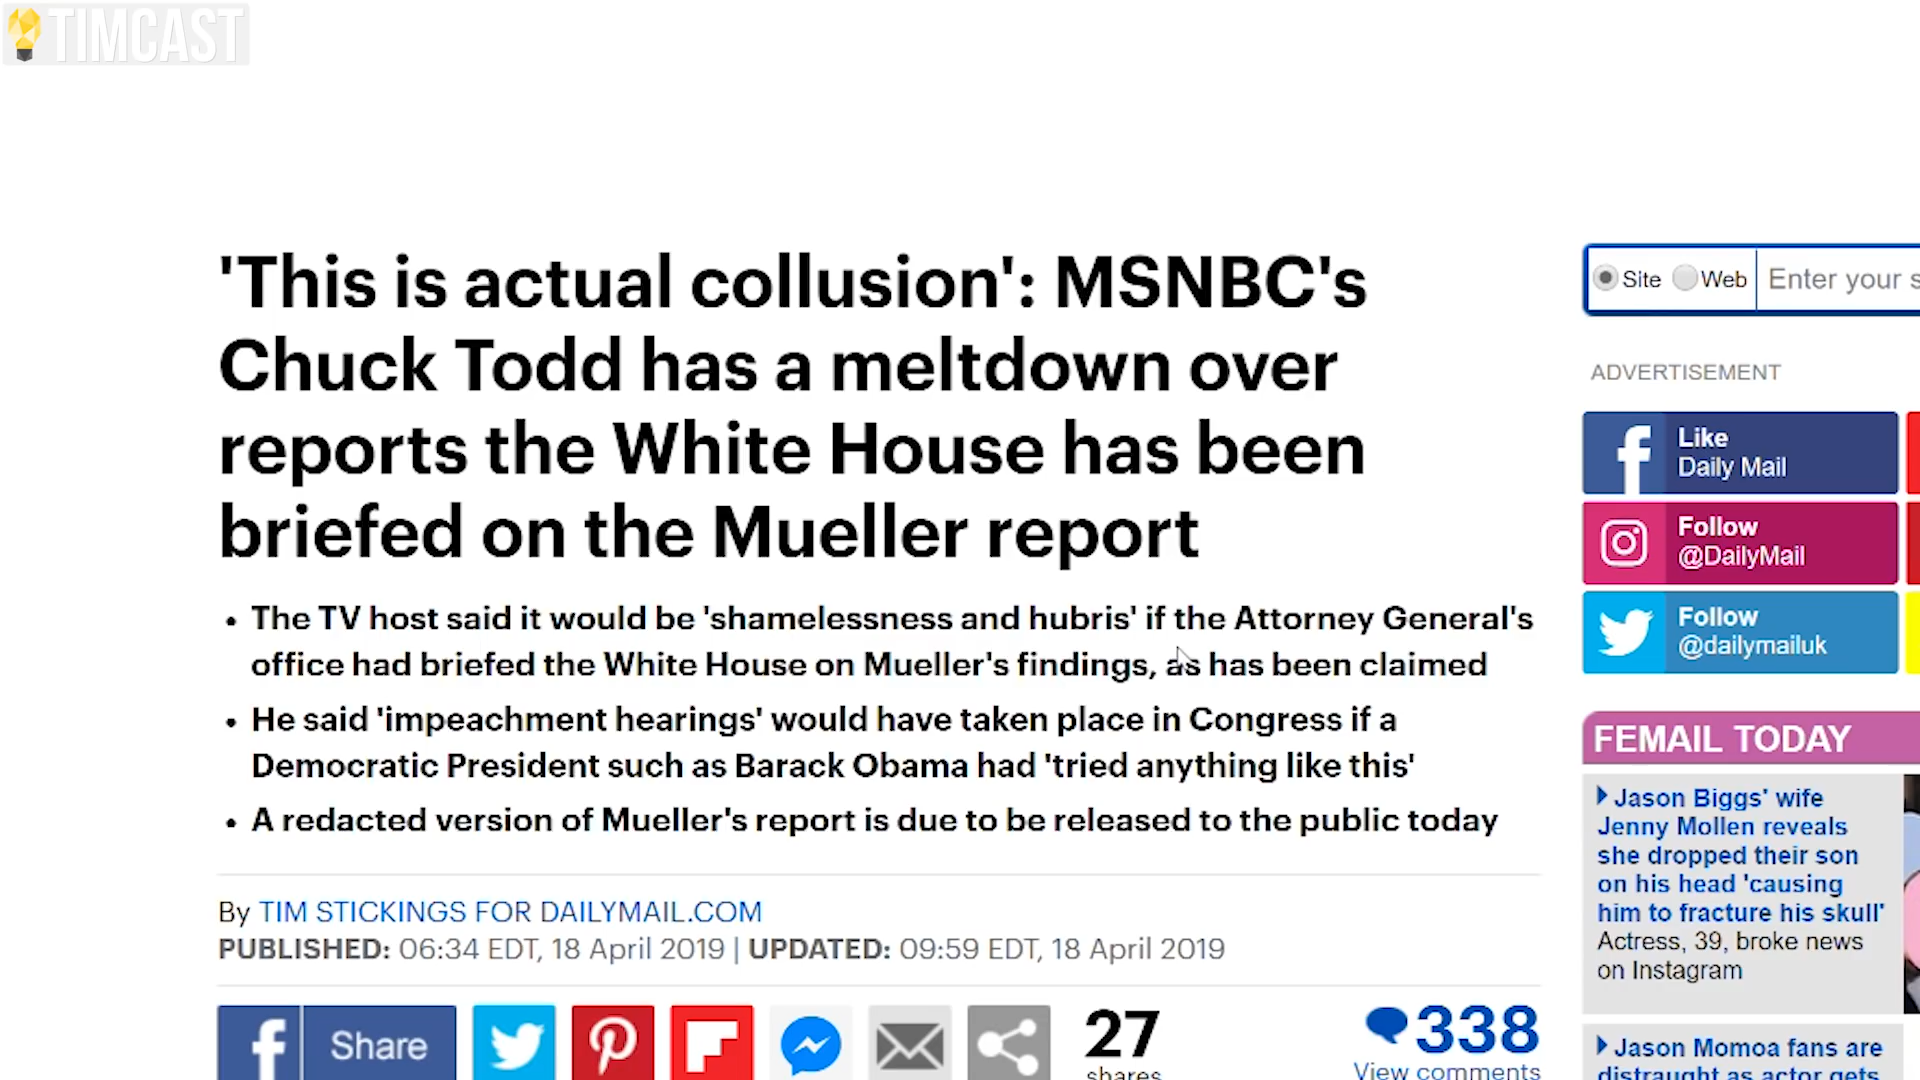 TIMCAST
'This is actual collusion': MSNBC's
Chuck Todd has a meltdown over
reports the White House has been
briefed on the Mueller report
• The TV host said it would be 'shamelessness and hubris' if the Attorney General's
office had briefed the White House on Mueller's findings, as has been claimed
• He said 'impeachment hearings' would have taken place in Congress if a
Democratic President such as Barack Obama had 'tried anything like this'
• A redacted version of Mueller's report is due to be released to the public today
By TIM STICKINGS FOR DAILYMAIL.COM
PUBLISHED: 06:34 EDT, 18 April 2019 | UPDATED: 09:59 EDT, 18 April 2019
Share
27
shares
338
View comments
Site Web Enter your s
ADVERTISEMENT
Like
Daily Mail
Follow
@DailyMail
Follow
@dailymailuk
FEMAIL TODAY
Jason Biggs' wife
Jenny Mollen reveals
she dropped their son
on his head 'causing
him to fracture his skull'
Actress, 39, broke news
on Instagram
Jason Momoa fans are
distraught as actor gets